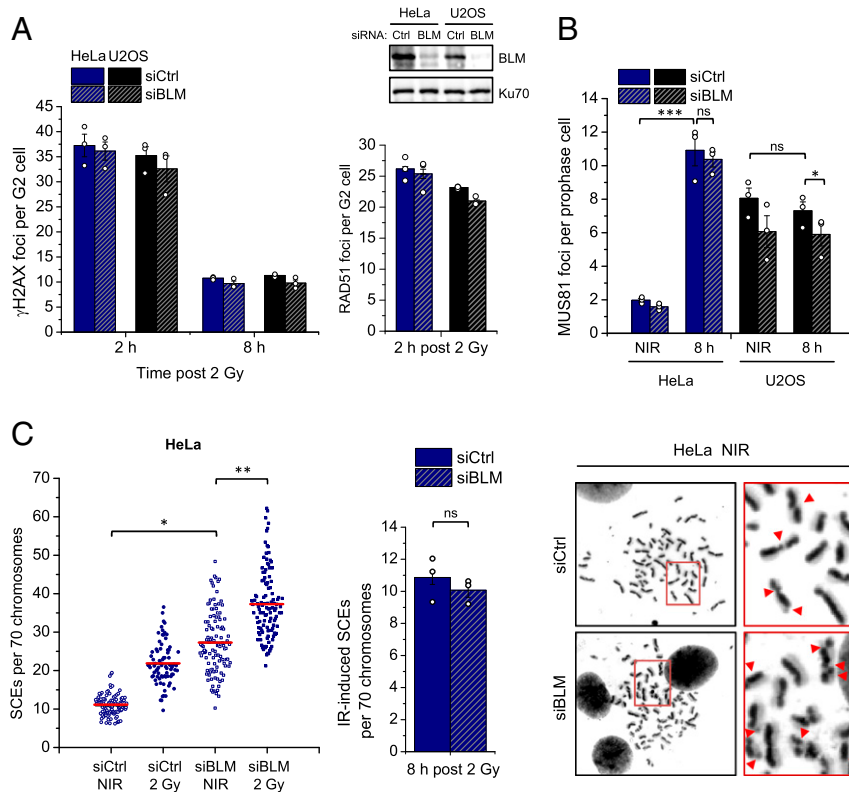 A
HeLa U2OS
siCtrl
siBLM
γH2AX foci per G2 cell
40
35
30
25
20
15
10
5
0
2 h
8 h
Time post 2 Gy
HeLa
U2OS
siRNA: Ctrl BLM Ctrl BLM
BLM
Ku70
RAD51 foci per G2 cell
30
25
20
15
10
5
0
2 h post 2 Gy
B
siCtrl
siBLM
MUS81 foci per prophase cell
14
12
10
8
6
4
2
0
*** ns
ns
*
NIR 8 h NIR 8 h
HeLa U2OS
C
HeLa
SCEs per 70 chromosomes
70
60
50
40
30
20
10
0
*
**
siCtrl siCtrl siBLM siBLM
NIR 2 Gy NIR 2 Gy
siCtrl
siBLM
IR-induced SCEs
per 70 chromosomes
14
12
10
8
6
4
2
0
ns
8 h post 2 Gy
HeLa NIR
siCtrl
siBLM